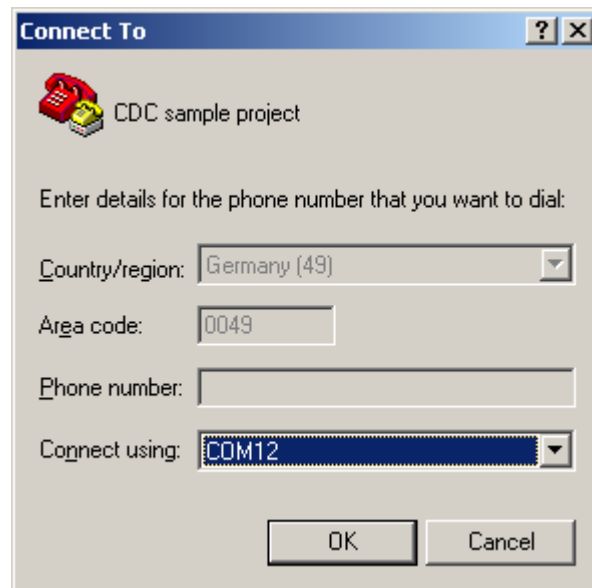 Connect To
CDC sample project
Enter details for the phone number that you want to dial:
Country/region: Germany (49)
Area code: 0049
Phone number:
Connect using: COM12
OK Cancel